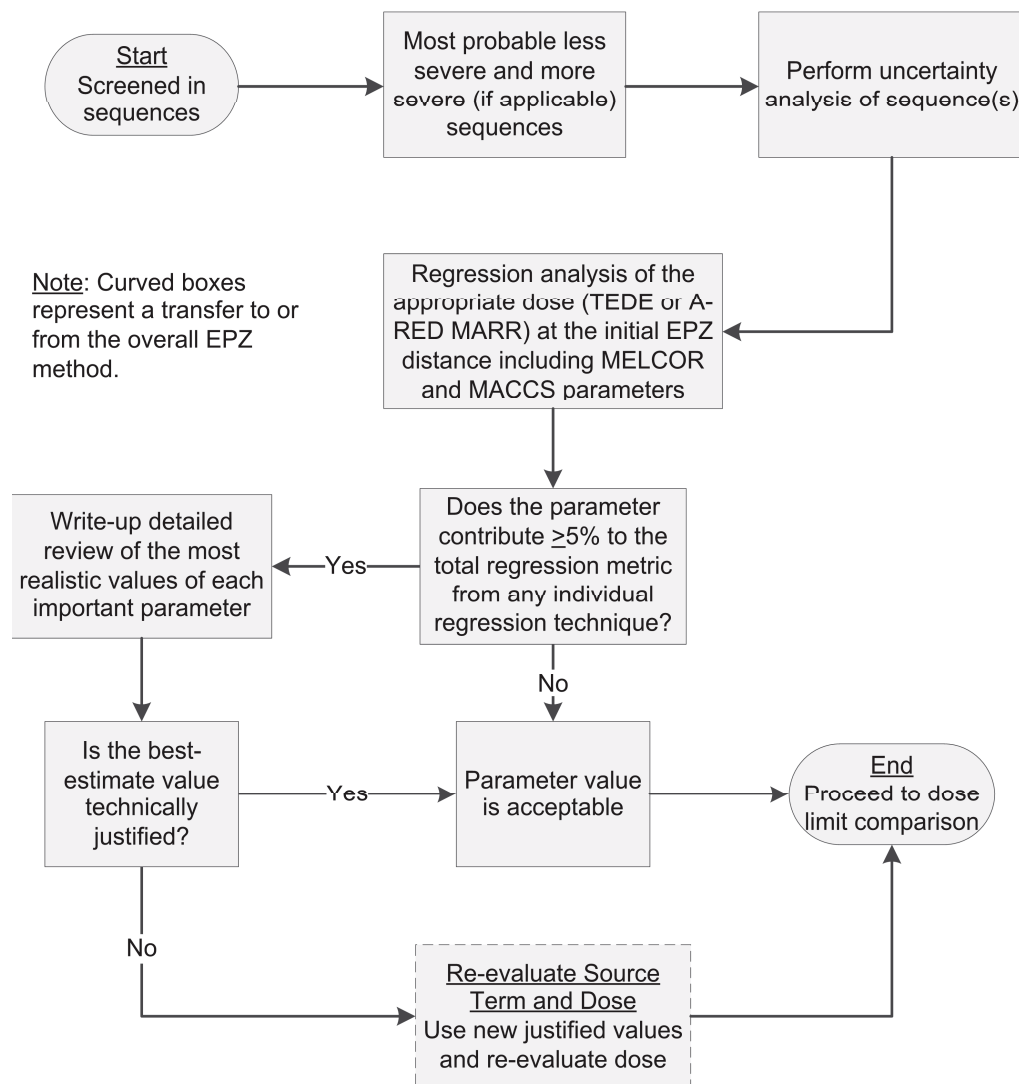 Start
Screened in
sequences
Most probable less
severe and more
severe (if applicable)
sequences
Perform uncertainty
analysis of sequence(s)
Note: Curved boxes
represent a transfer to or
from the overall EPZ
method.
Regression analysis of the
appropriate dose (TEDE or A-
RED MARR) at the initial EPZ
distance including MELCOR
and MACCS parameters
Does the parameter
contribute ≥5% to the
total regression metric
from any individual
regression technique?
Yes
Write-up detailed
review of the most
realistic values of each
important parameter
No
Is the best-
estimate value
technically
justified?
Yes
Parameter value
is acceptable
End
Proceed to dose
limit comparison
No
Re-evaluate Source
Term and Dose
Use new justified values
and re-evaluate dose